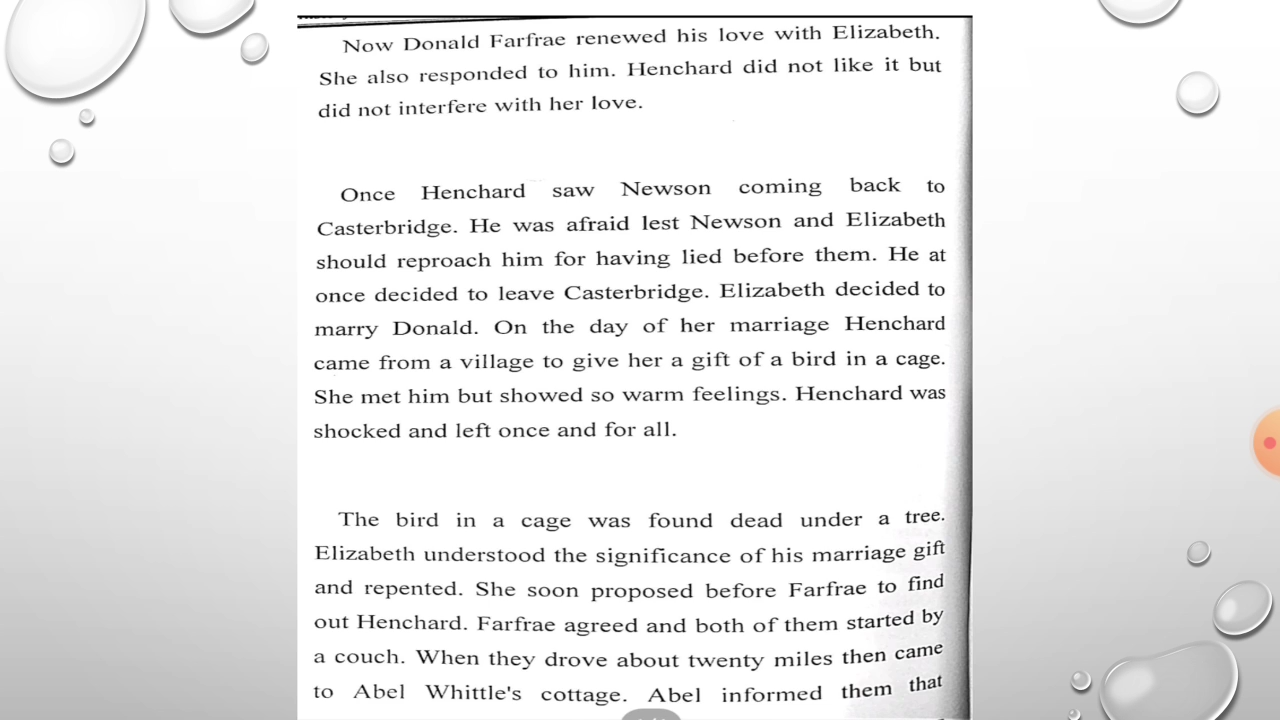 Now Donald Farfrae renewed his love with Elizabeth.
She also responded to him. Henchard did not like it but
did not interfere with her love.
Once Henchard saw Newson coming back to
Casterbridge. He was afraid lest Newson and Elizabeth
should reproach him for having lied before them. He at
once decided to leave Casterbridge. Elizabeth decided to
marry Donald. On the day of her marriage Henchard
came from a village to give her a gift of a bird in a cage.
She met him but showed so warm feelings. Henchard was
shocked and left once and for all.
The bird in a cage was found dead under a tree.
Elizabeth understood the significance of his marriage gift
and repented. She soon proposed before Farfrae to find
out Henchard. Farfrae agreed and both of them started by
a couch. When they drove about twenty miles then came
to Abel Whittle's cottage. Abel informed them that